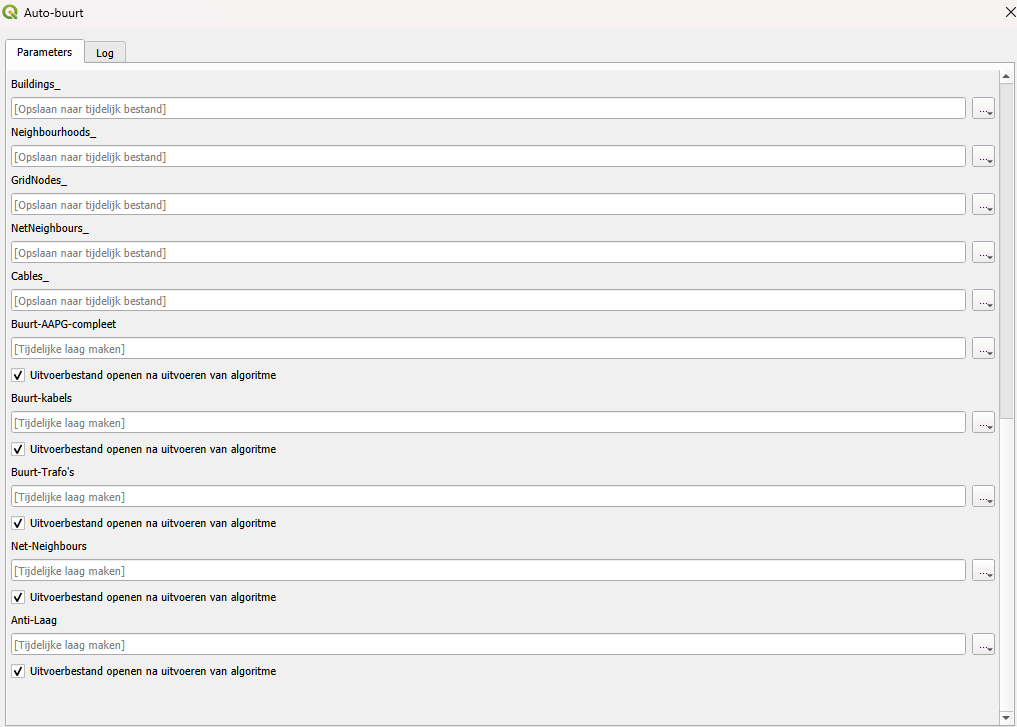 Auto-buurt
Parameters
Log
Buildings_
[Opslaan naar tijdelijk bestand]
...
Neighbourhoods_
[Opslaan naar tijdelijk bestand]
...
GridNodes_
[Opslaan naar tijdelijk bestand]
...
NetNeighbours_
[Opslaan naar tijdelijk bestand]
...
Cables_
[Opslaan naar tijdelijk bestand]
...
Buurt-AAPG-compleet
[Tijdelijke laag maken]
...
Uitvoerbestand openen na uitvoeren van algoritme
Buurt-kabels
[Tijdelijke laag maken]
...
Uitvoerbestand openen na uitvoeren van algoritme
Buurt-Trafo's
[Tijdelijke laag maken]
...
Uitvoerbestand openen na uitvoeren van algoritme
Net-Neighbours
[Tijdelijke laag maken]
...
Uitvoerbestand openen na uitvoeren van algoritme
Anti-Laag
[Tijdelijke laag maken]
...
Uitvoerbestand openen na uitvoeren van algoritme